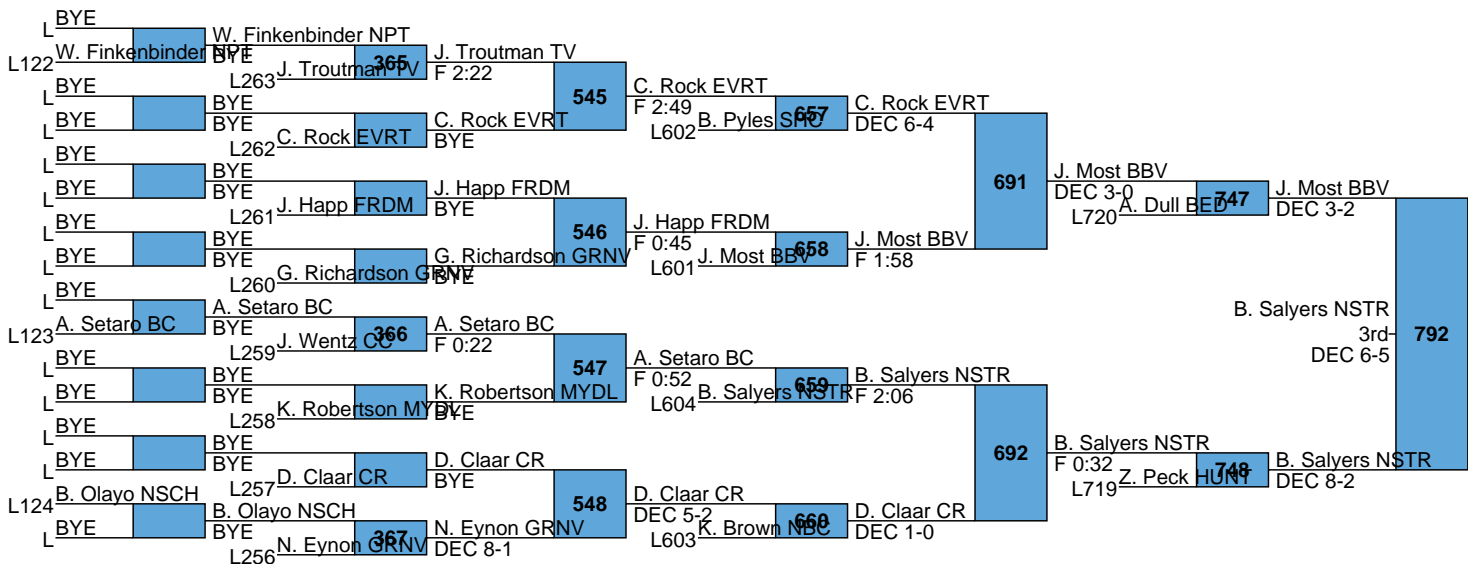 BYE
L
W. Finkenbinder NPT
L122
W. Finkenbinder NPT
BYE
365
J. Troutman TV
L263
J. Troutman TV
F 2:22
BYE
L
BYE
L
BYE
BYE
C. Rock EVRT
L262
C. Rock EVRT
BYE
545
C. Rock EVRT
F 2:49
B. Pyles SHC
L602
657
C. Rock EVRT
DEC 6-4
BYE
L
BYE
L
BYE
BYE
J. Happ FRDM
L261
J. Happ FRDM
BYE
BYE
L
BYE
L
BYE
BYE
G. Richardson GRNV
L260
G. Richardson GRNV
BYE
546
J. Happ FRDM
F 0:45
J. Most BBV
L601
658
J. Most BBV
F 1:58
691
J. Most BBV
DEC 3-0
A. Dull BED
L720
747
J. Most BBV
DEC 3-2
BYE
L
A. Setaro BC
L123
A. Setaro BC
BYE
366
J. Wentz CC
L259
A. Setaro BC
F 0:22
BYE
L
BYE
L
BYE
BYE
K. Robertson MYDL
L258
K. Robertson MYDL
BYE
547
A. Setaro BC
F 0:52
B. Salyers NSTR
L604
659
B. Salyers NSTR
F 2:06
BYE
L
BYE
L
BYE
BYE
D. Claar CR
L257
D. Claar CR
BYE
B. Olayo NSCH
L124
BYE
L
B. Olayo NSCH
BYE
367
N. Eynon GRNV
L256
N. Eynon GRNV
DEC 8-1
548
D. Claar CR
DEC 5-2
K. Brown NBC
L603
660
D. Claar CR
DEC 1-0
692
B. Salyers NSTR
F 0:32
Z. Peck HUNT
L719
748
B. Salyers NSTR
DEC 8-2
792
B. Salyers NSTR
3rd
DEC 6-5